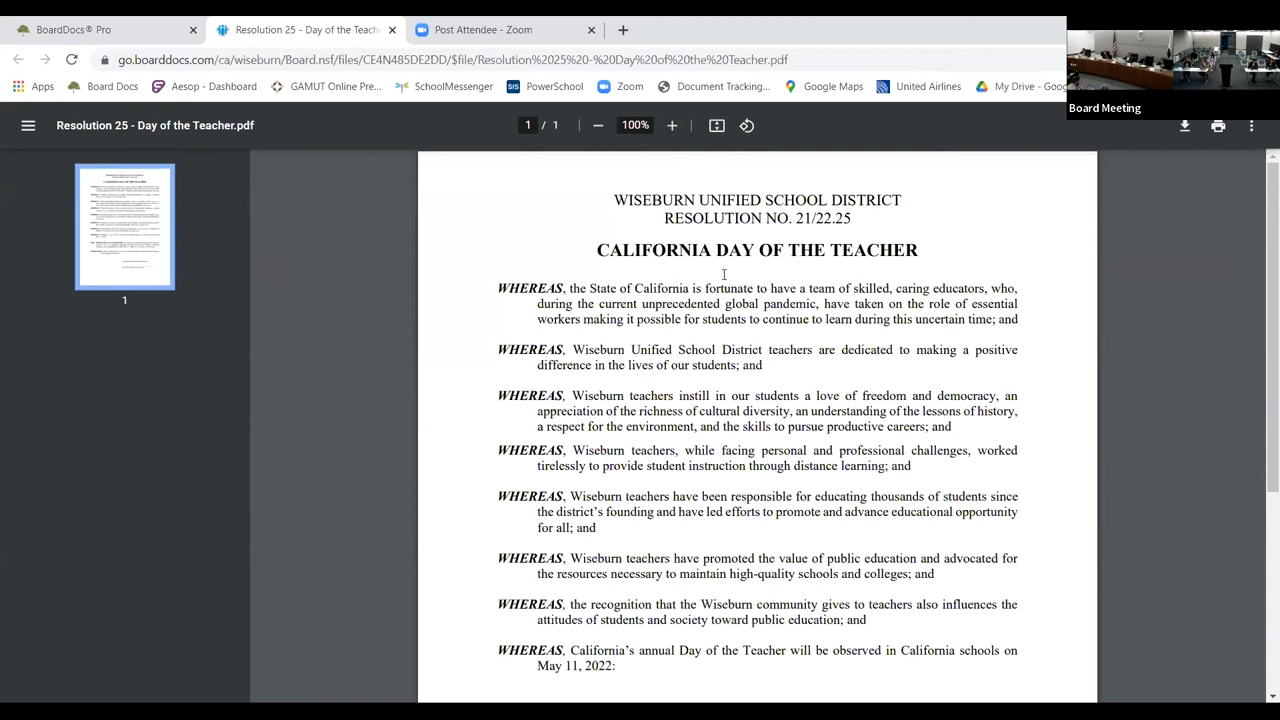 BoardDocs® Pro
Resolution 25 - Day of the Teach
Post Attendee - Zoom
go.boarddocs.com/ca/wiseburn/Board.nsf/files/CE4N485DE2DD/$file/Resolution%2025%20-%20Day%20of%20the%20Teacher.pdf
Apps
Board Docs
Aesop - Dashboard
GAMUT Online Pre...
SchoolMessenger
SIS
PowerSchool
Zoom
Document Tracking...
Google Maps
United Airlines
My Drive - Goog
Board Meeting
Resolution 25 - Day of the Teacher.pdf
1 / 1
100%
1
WISEBURN UNIFIED SCHOOL DISTRICT
RESOLUTION NO. 21/22.25
CALIFORNIA DAY OF THE TEACHER
WHEREAS, the State of California is fortunate to have a team of skilled, caring educators, who,
during the current unprecedented global pandemic, have taken on the role of essential
workers making it possible for students to continue to learn during this uncertain time; and
WHEREAS, Wiseburn Unified School District teachers are dedicated to making a positive
difference in the lives of our students; and
WHEREAS, Wiseburn teachers instill in our students a love of freedom and democracy, an
appreciation of the richness of cultural diversity, an understanding of the lessons of history,
a respect for the environment, and the skills to pursue productive careers; and
WHEREAS, Wiseburn teachers, while facing personal and professional challenges, worked
tirelessly to provide student instruction through distance learning; and
WHEREAS, Wiseburn teachers have been responsible for educating thousands of students since
the district's founding and have led efforts to promote and advance educational opportunity
for all; and
WHEREAS, Wiseburn teachers have promoted the value of public education and advocated for
the resources necessary to maintain high-quality schools and colleges; and
WHEREAS, the recognition that the Wiseburn community gives to teachers also influences the
attitudes of students and society toward public education; and
WHEREAS, California's annual Day of the Teacher will be observed in California schools on
May 11, 2022: